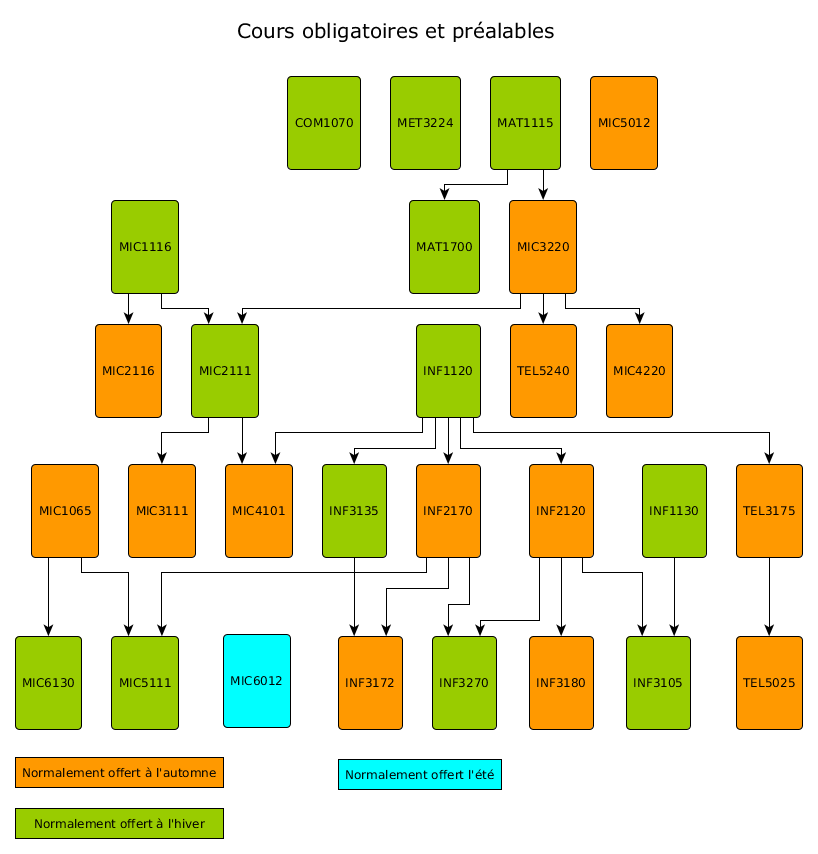 Cours obligatoires et préalables
COM1070
MET3224
MAT1115
MIC5012
MIC1116
MAT1700
MIC3220
MIC2116
MIC2111
INF1120
TEL5240
MIC4220
MIC1065
MIC3111
MIC4101
INF3135
INF2170
INF2120
INF1130
TEL3175
MIC6130
MIC5111
MIC6012
INF3172
INF3270
INF3180
INF3105
TEL5025
Normalement offert à l'automne
Normalement offert l'été
Normalement offert à l'hiver